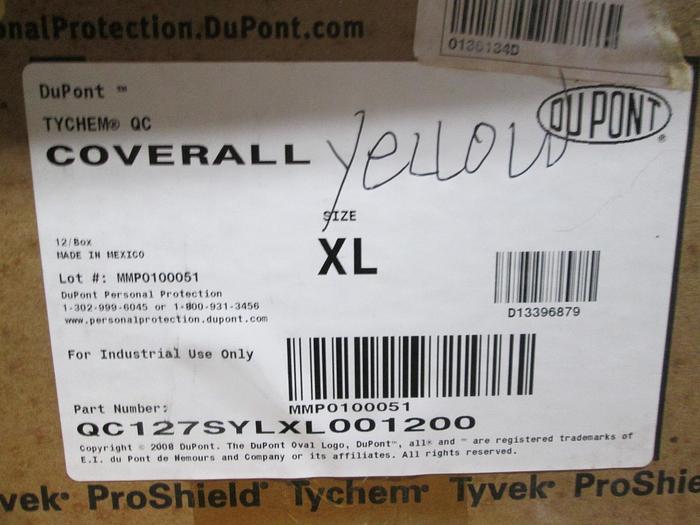 onalProtection.DuPont.com
0136134D
DuPont ™
TYCHEM® QC
COVERALL Yellow
DUPONT ®
SIZE
XL
12/Box
MADE IN MEXICO
Lot #: MMP0100051
DuPont Personal Protection
1-302-999-6045 or 1-800-931-3456
www.personalprotection.dupont.com
D13396879
For Industrial Use Only
MMP0100051
Part Number:
QC127SYLXL001200
Copyright © 2008 DuPont. The DuPont Oval Logo, DuPont™, all® and ™ are registered trademarks of
E.I. du Pont de Nemours and Company or its affiliates. All rights reserved.
vek® ProShield® Tychem® Tyvek® ProShie